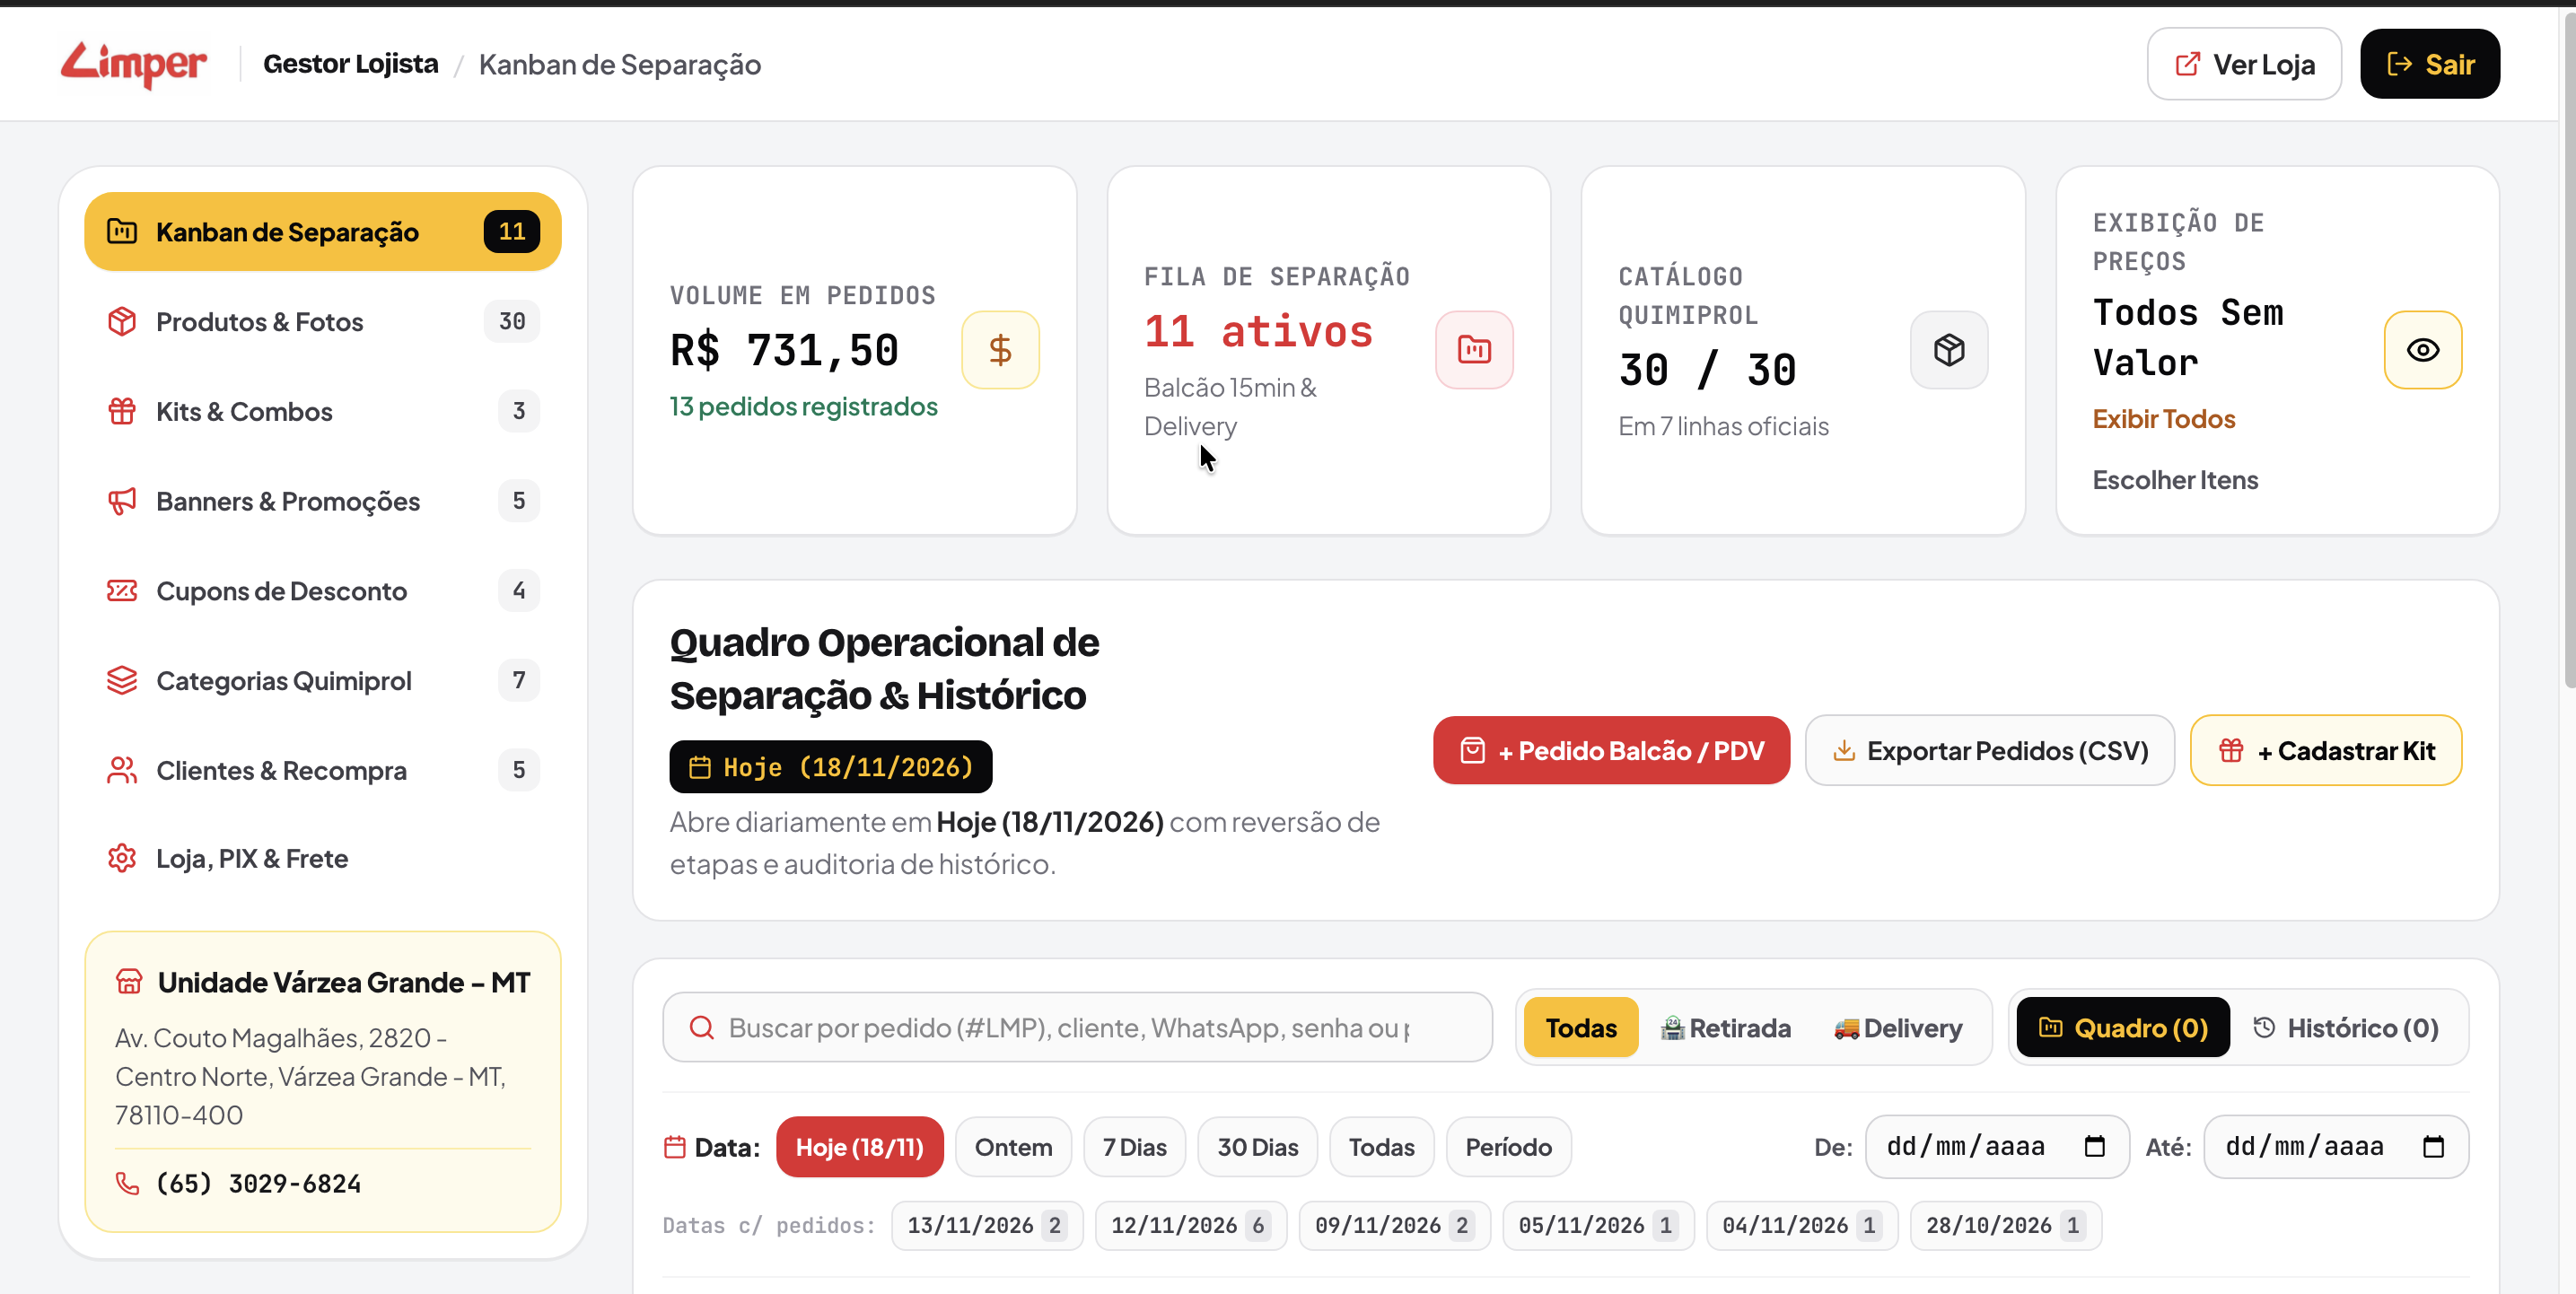 Limper
Gestor Lojista / Kanban de Separação
Ver Loja
Sair
Kanban de Separação 11
Produtos & Fotos 30
Kits & Combos 3
Banners & Promoções 5
Cupons de Desconto 4
Categorias Quimiprol 7
Clientes & Recompra 5
Loja, PIX & Frete
Unidade Várzea Grande – MT
Av. Couto Magalhães, 2820 -
Centro Norte, Várzea Grande - MT,
78110-400
(65) 3029-6824
VOLUME EM PEDIDOS
R$ 731,50
13 pedidos registrados
FILA DE SEPARAÇÃO
11 ativos
Balcão 15min &
Delivery
CATÁLOGO
QUIMIPROL
30 / 30
Em 7 linhas oficiais
EXIBIÇÃO DE
PREÇOS
Todos Sem
Valor
Exibir Todos
Escolher Itens
Quadro Operacional de
Separação & Histórico
Hoje (18/11/2026)
Abre diariamente em Hoje (18/11/2026) com reversão de
etapas e auditoria de histórico.
+ Pedido Balcão / PDV
Exportar Pedidos (CSV)
+ Cadastrar Kit
Buscar por pedido (#LMP), cliente, WhatsApp, senha ou
Todas
Retirada
Delivery
Quadro (0)
Histórico (0)
Data: Hoje (18/11) Ontem 7 Dias 30 Dias Todas Período
De: dd/mm/aaaa Até: dd/mm/aaaa
Datas c/ pedidos: 13/11/2026 2 12/11/2026 6 09/11/2026 2 05/11/2026 1 04/11/2026 1 28/10/2026 1